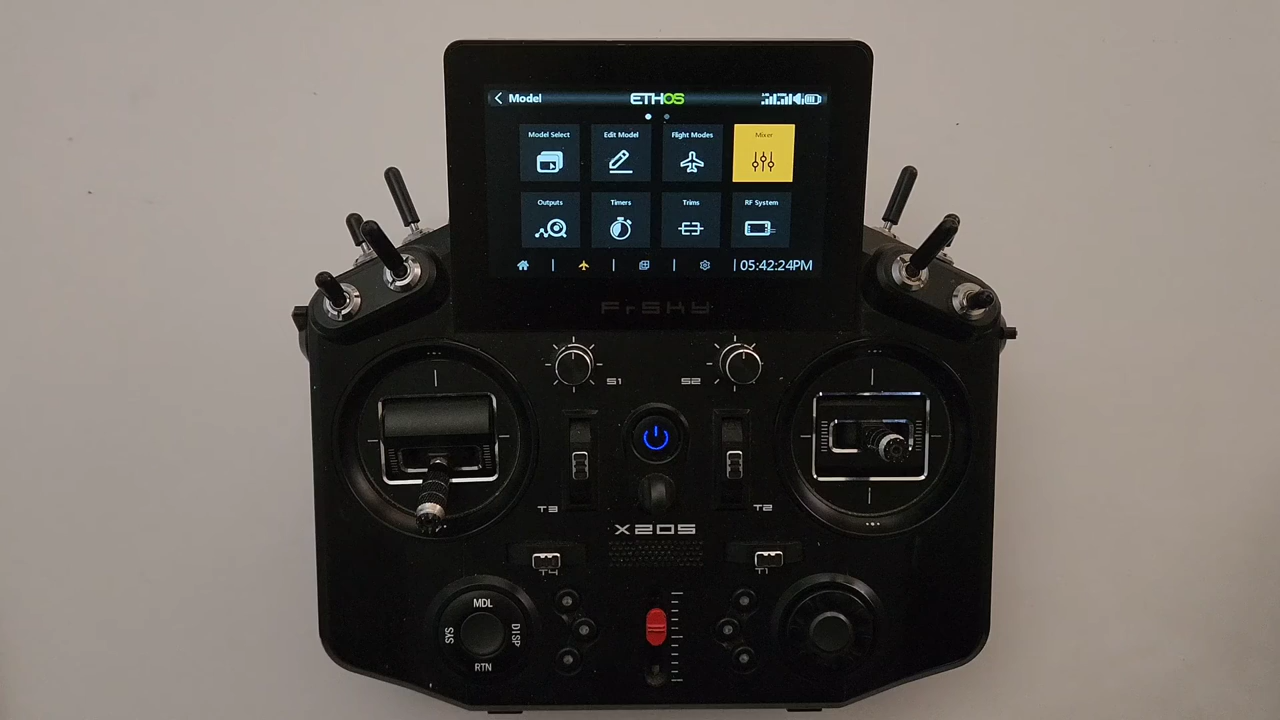 Model ETHOS
Model Select Edit Model Flight Modes Mixer
Outputs Timers Trims RF System
05:42:24PM
FrSKY
S1 S2
T3 T2
X20S
T4 T1
MDL
SYS DISP
RTN